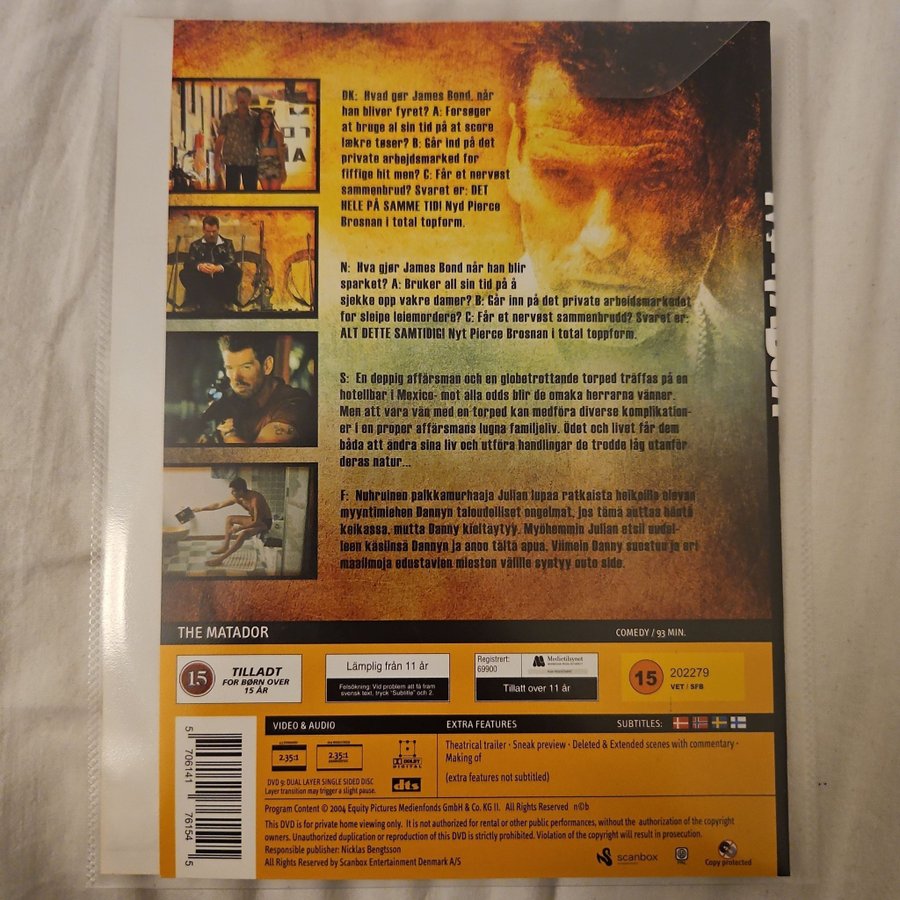 DK: Hvad gør James Bond, når
han bliver fyret? A: Forsøger
at bruge al sin tid på at score
lækre tøser? B: Går ind på det
private arbejdsmarked for
fiffige hit men? C: Får et nervøst
sammenbrud? Svaret er: DET
HELE PÅ SAMME TID! Nyd Pierce
Brosnan i total topform.
N: Hva gjør James Bond når han blir
sparket? A: Bruker all sin tid på å
sjekke opp vakre damer? B: Går inn på det private arbeidsmarkedet
for sleipe leiemordere? C: Får et nervøst sammenbrudd? Svaret er:
ALT DETTE SAMTIDIG! Nyt Pierce Brosnan i total toppform.
S: En deppig affärsman och en globetrottande torped träffas på en
hotellbar i Mexico- mot alla odds blir de omaka herrarna vänner.
Men att vara vän med en torped kan medföra diverse komplikation-
er i en proper affärsmans lugna familjeliv. Ödet och livet får dem
båda att ändra sina liv och utföra handlingar de trodde låg utanför
deras natur...
F: Nuhruinen palkkamurhaaja Julian lupaa ratkaista heikoilla olevan
myyntimiehen Dannyn taloudelliset ongelmat, jos tämä auttaa häntä
keikassa, mutta Danny kieltäytyy. Myöhemmin Julian etsii uudel-
leen käsiinsä Dannyn ja anoo tältä apua. Viimein Danny suostuu ja eri
maailmoja edustavien miesten välille syntyy outo side.
THE MATADOR
COMEDY / 93 MIN.
15
TILLADT
FOR BØRN OVER
15 ÅR
Lämplig från 11 år
Felsökning: Vid problem att få fram
svensk text, tryck "Subtitle" och 2.
Registrert:
69900
Medietilsynet
Tillatt over 11 år
15
202279
VET / SFB
VIDEO & AUDIO
EXTRA FEATURES
SUBTITLES:
2.35:1
2.35:1
DOLBY
DIGITAL
dts
DVD 9: DUAL LAYER SINGLE SIDED DISC
Layer transition may trigger a slight pause.
Theatrical trailer · Sneak preview · Deleted & Extended scenes with commentary ·
Making of
(extra features not subtitled)
5 706141 76154 5
Program Content © 2004 Equity Pictures Medienfonds GmbH & Co. KG II. All Rights Reserved n©b
This DVD is for private home viewing only. It is not authorized for rental or other public performances, without the authorization of the copyright
owners. Unauthorized duplication or reproduction of this DVD is strictly prohibited. Violation of the copyright will result in prosecution.
Responsible publisher: Nicklas Bengtsson
All Rights Reserved by Scanbox Entertainment Denmark A/S
scanbox
Copy protected